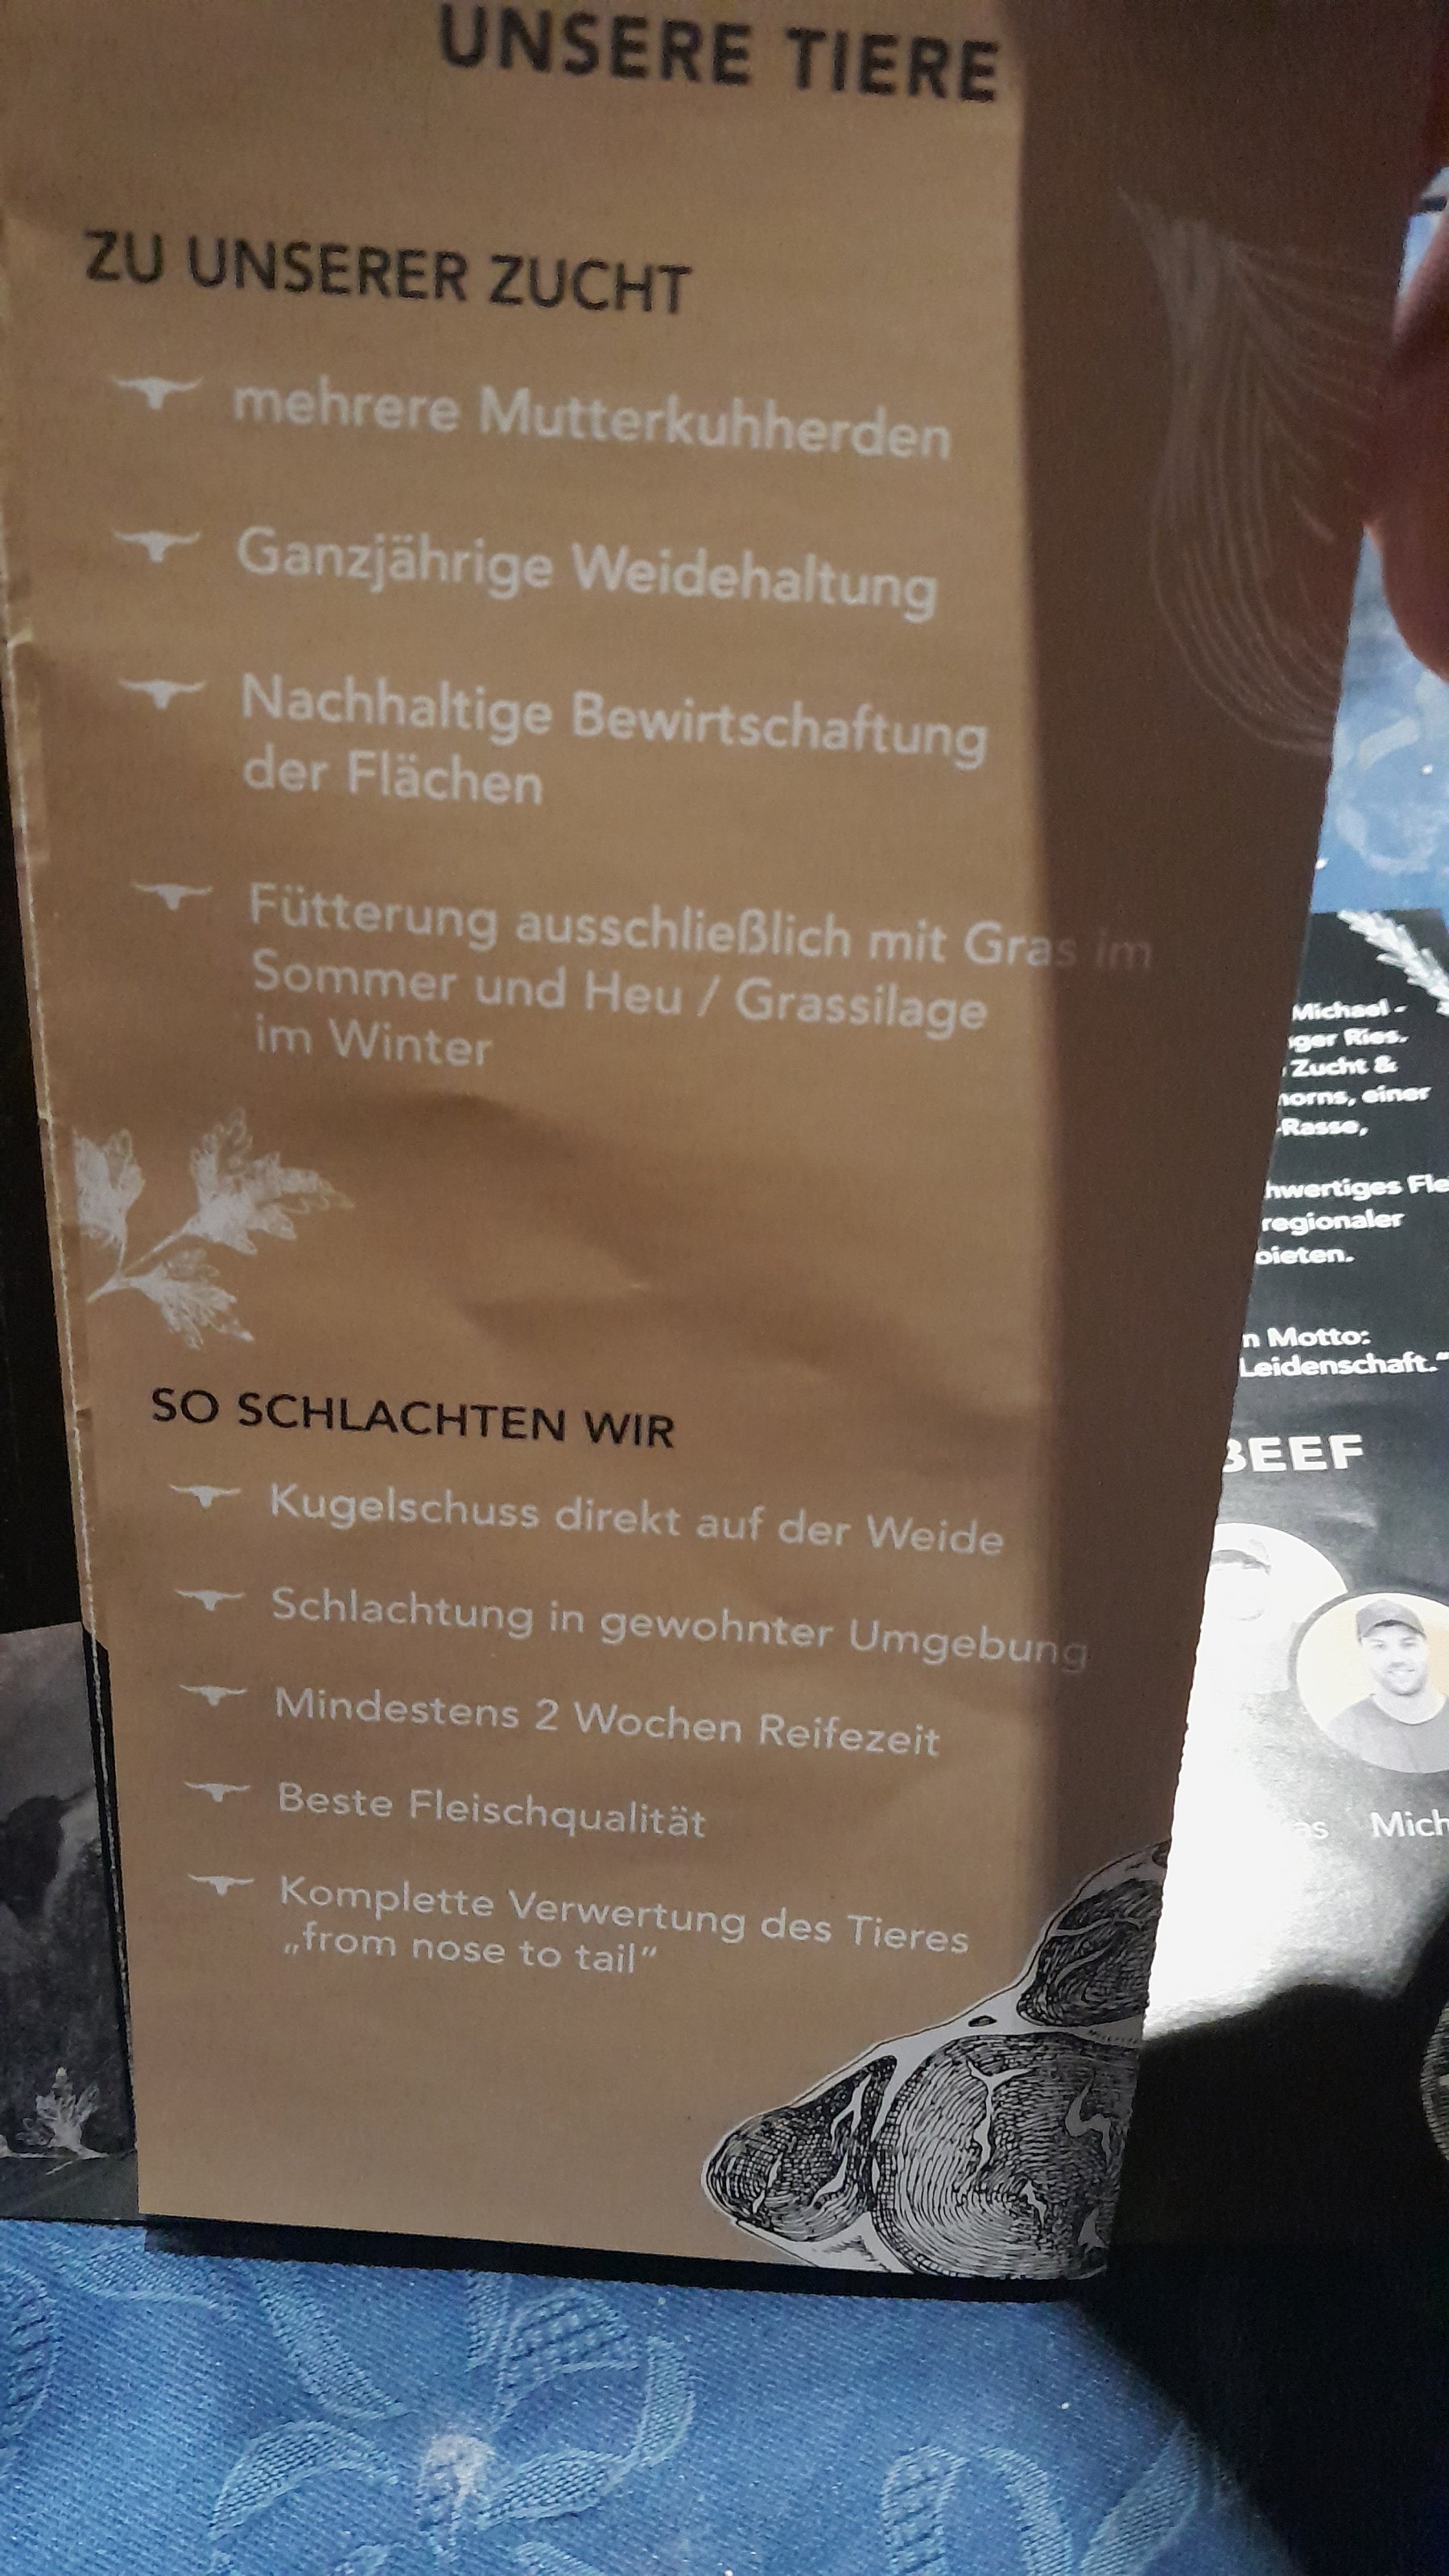 UNSERE TIERE
ZU UNSERER ZUCHT
mehrere Mutterkuhherden
Ganzjährige Weidehaltung
Nachhaltige Bewirtschaftung
der Flächen
Fütterung ausschließlich mit Gras im
Sommer und Heu / Grassilage
im Winter
SO SCHLACHTEN WIR
Kugelschuss direkt auf der Weide
Schlachtung in gewohnter Umgebung
Mindestens 2 Wochen Reifezeit
Beste Fleischqualität
Komplette Verwertung des Tieres
„from nose to tail“
Michael -
Ries.
Zucht &
einer
-Rasse,
regionaler
Motto:
Leidenschaft.“
BEEF